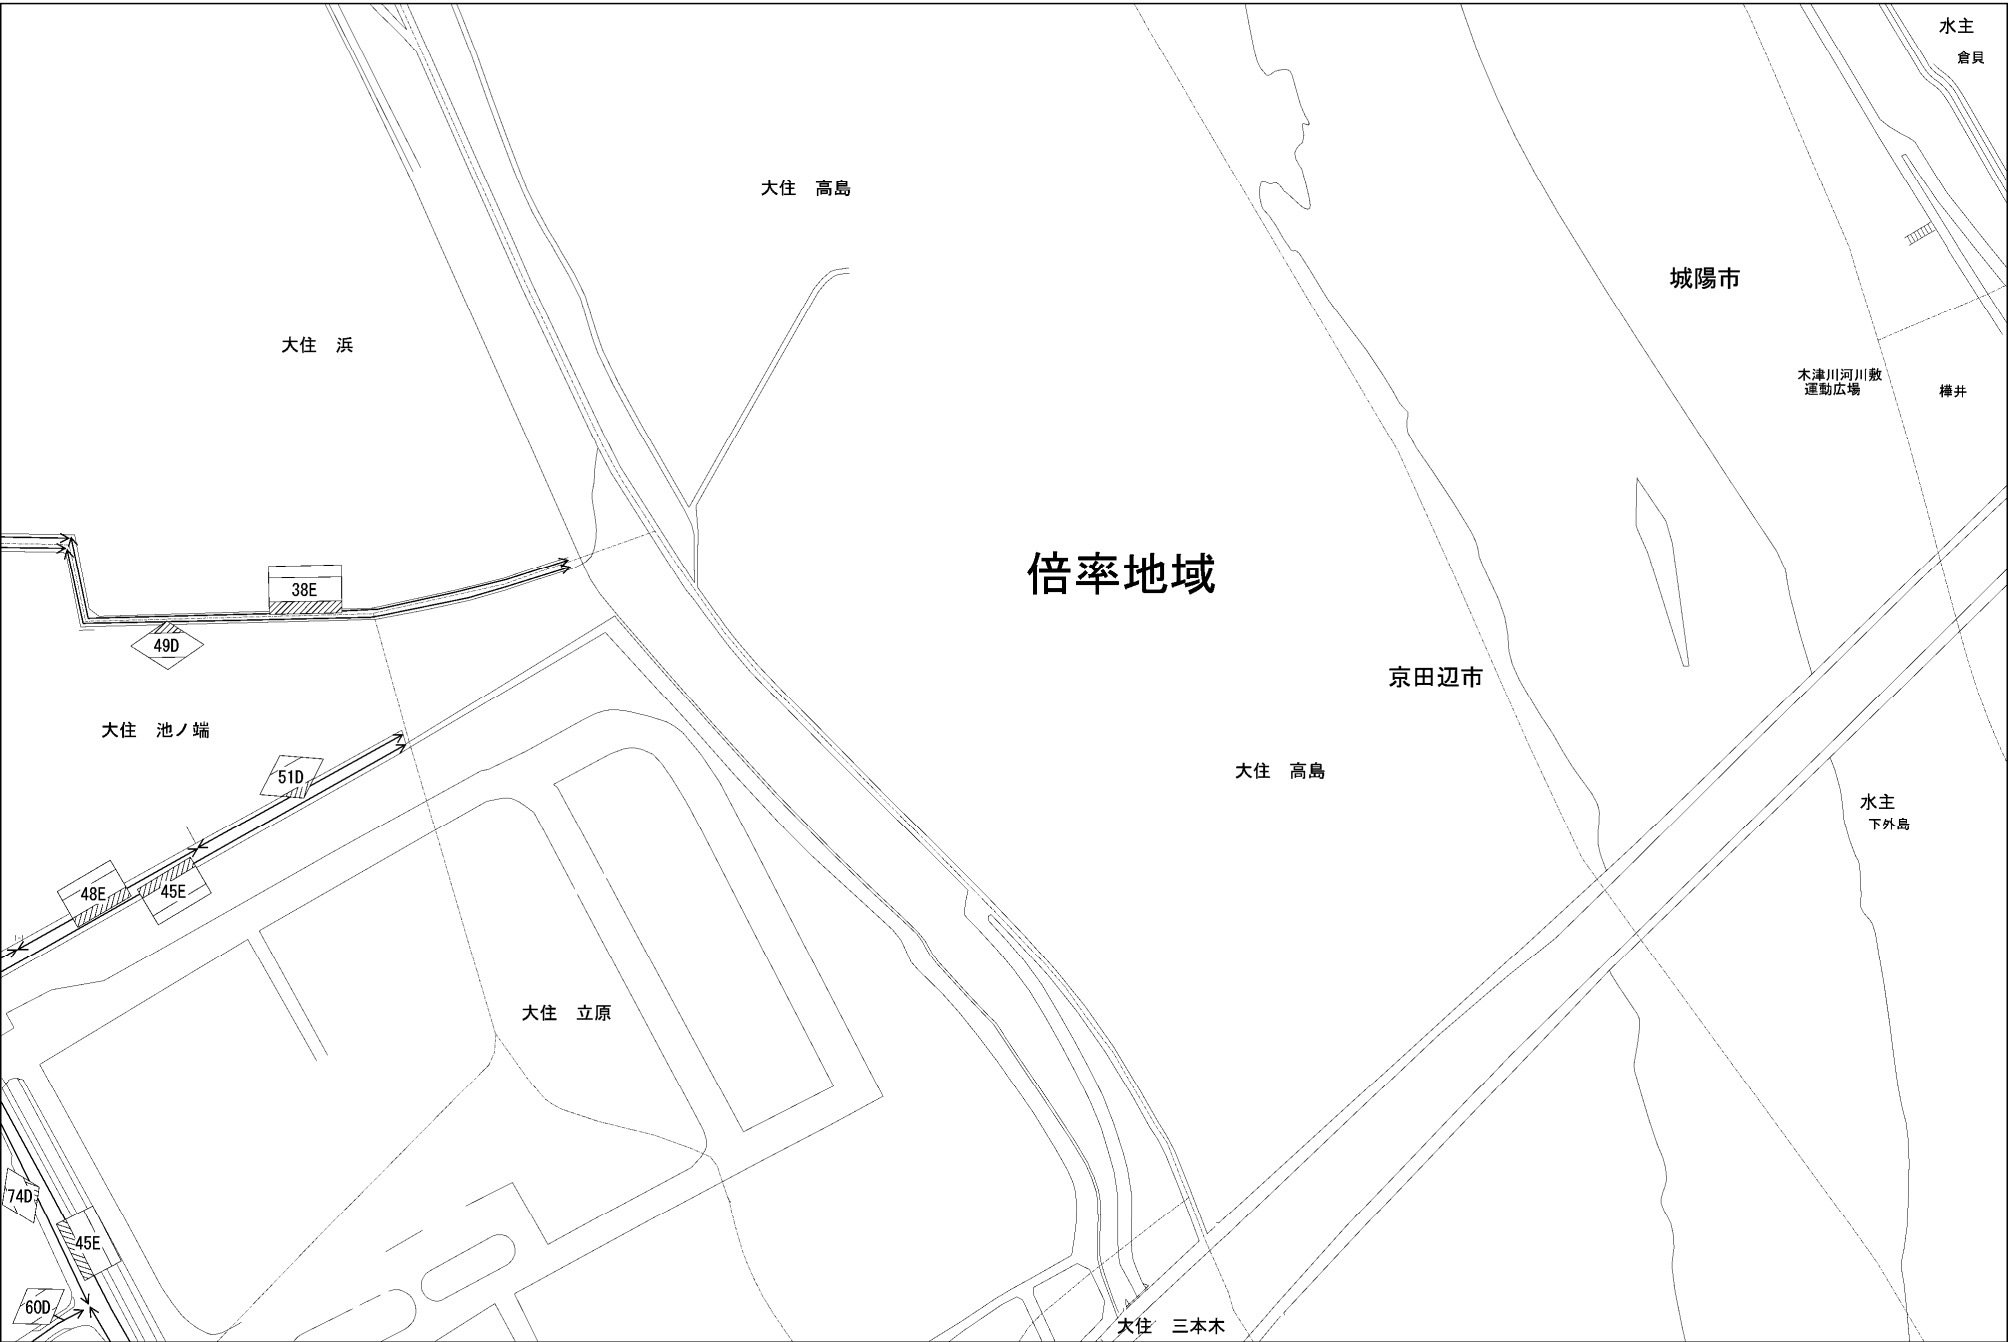 水主
倉貝
大住　高島
城陽市
大住　浜
木津川河川敷
運動広場
樺井
倍率地域
38E
49D
京田辺市
大住　池ノ端
51D
大住　高島
水主
下外島
48E
45E
大住　立原
74D
45E
60D
大住　三本木